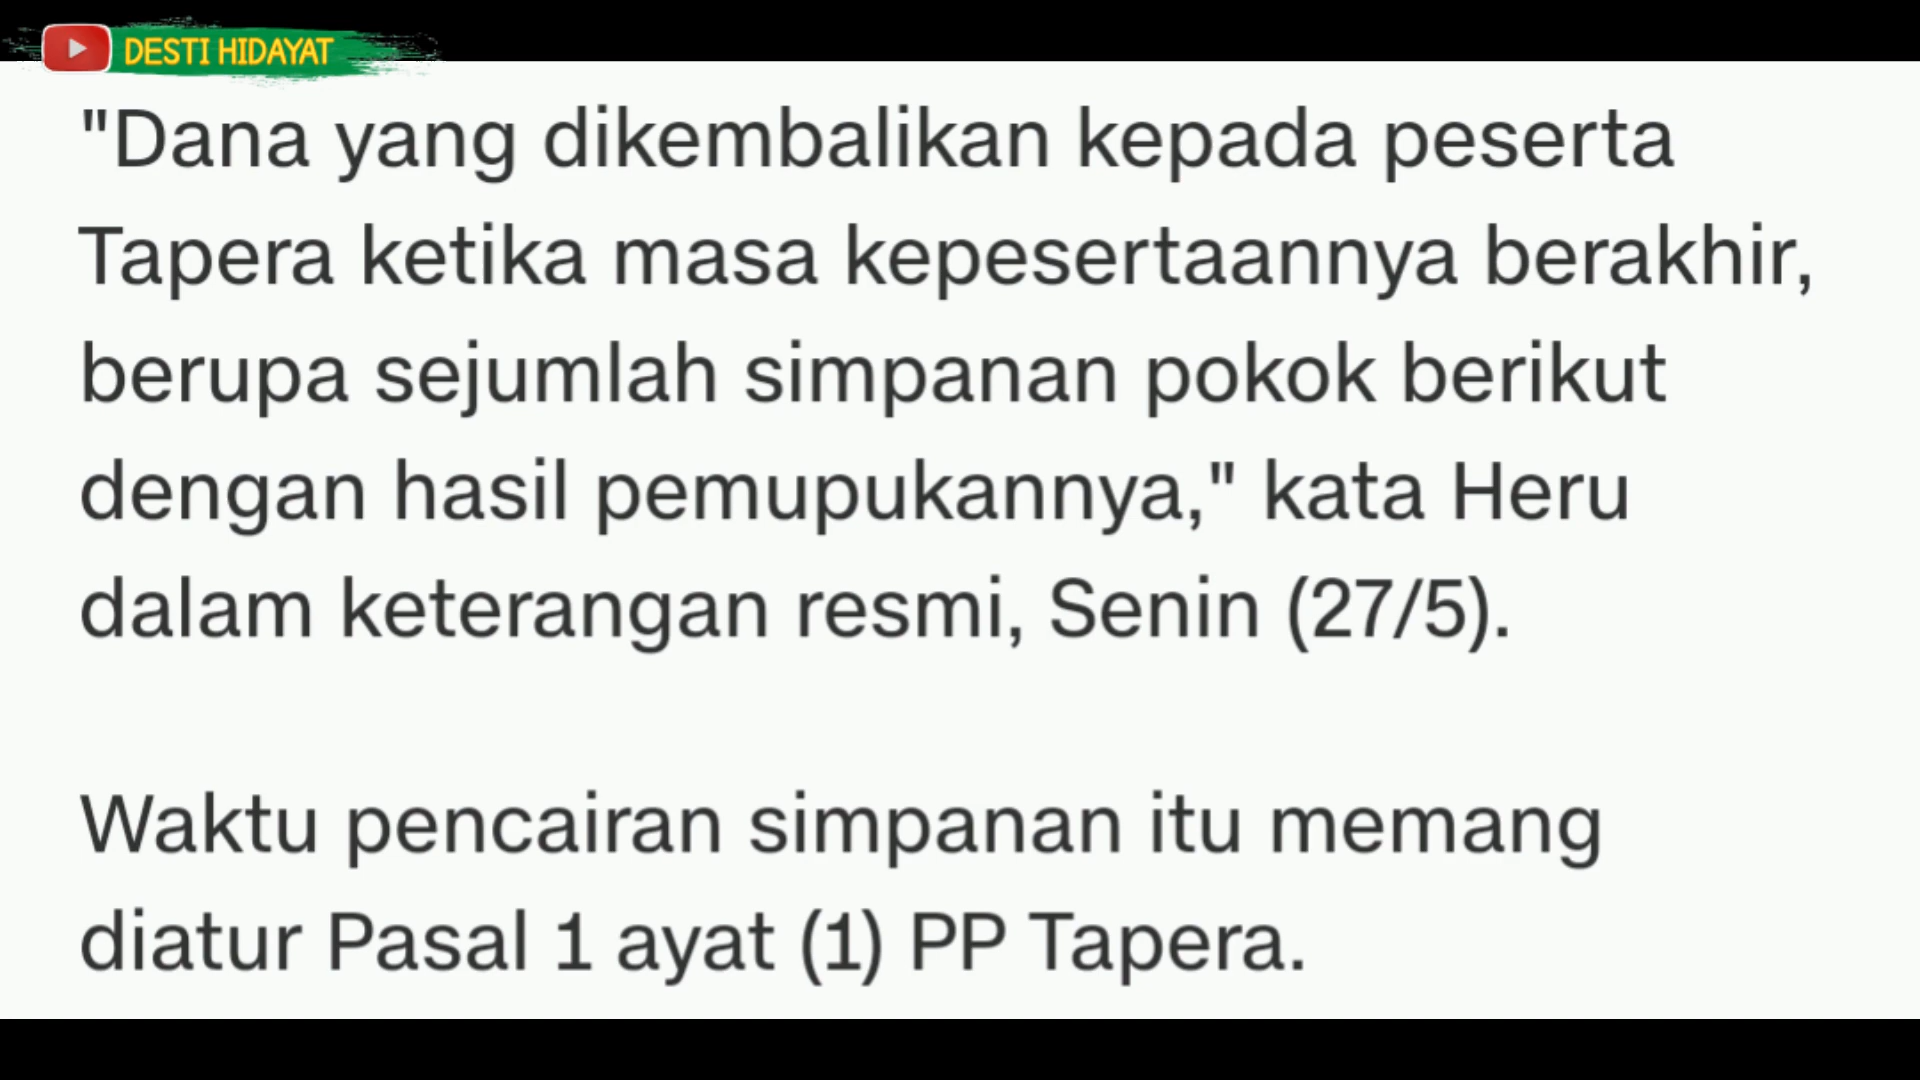 DESTI HIDAYAT
"Dana yang dikembalikan kepada peserta
Tapera ketika masa kepesertaannya berakhir,
berupa sejumlah simpanan pokok berikut
dengan hasil pemupukannya," kata Heru
dalam keterangan resmi, Senin (27/5).
Waktu pencairan simpanan itu memang
diatur Pasal 1 ayat (1) PP Tapera.